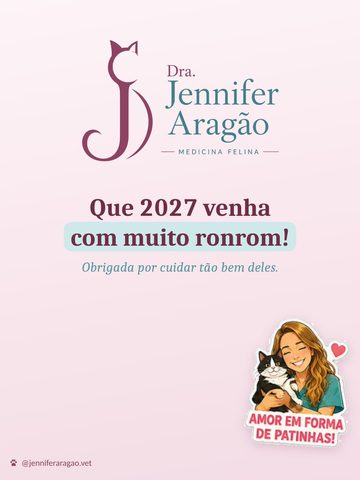 Dra.
Jennifer
Aragão
MEDICINA FELINA
Que 2027 venha
com muito ronrom!
Obrigada por cuidar tão bem deles.
AMOR EM FORMA
DE PATINHAS!
@jenniferaragao.vet